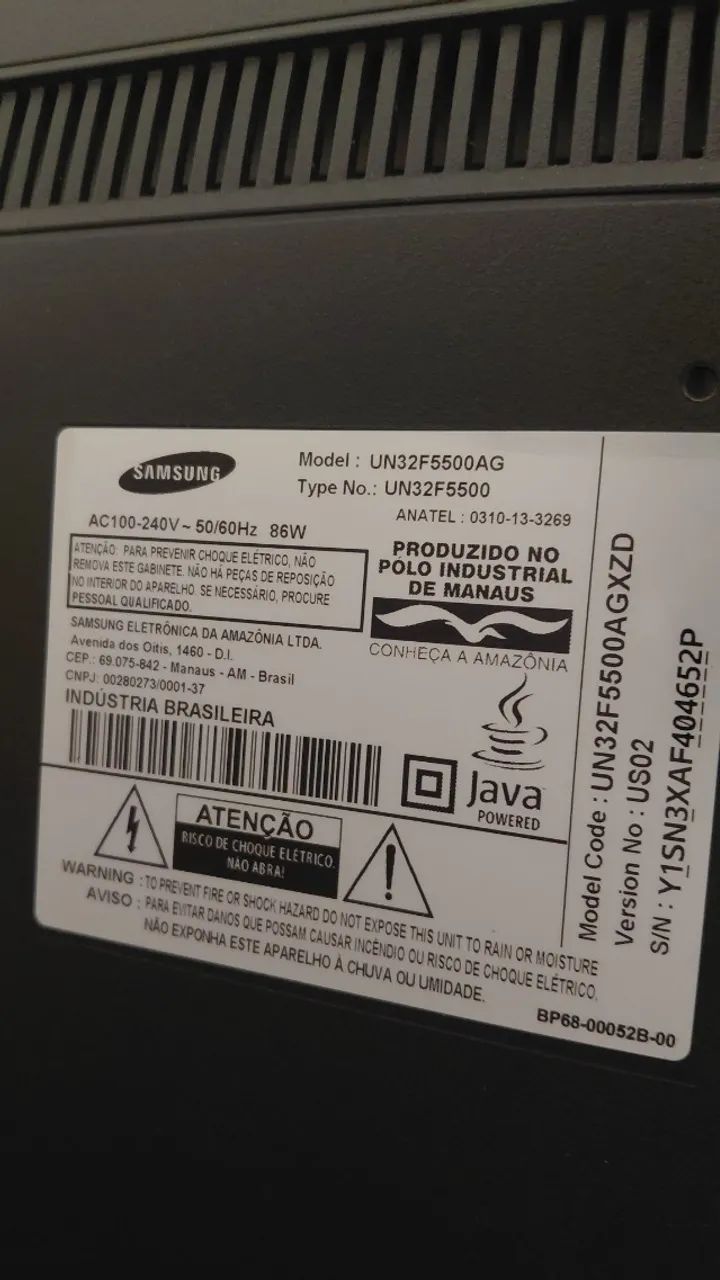 SAMSUNG
Model : UN32F5500AG
Type No.: UN32F5500
AC100-240V ~ 50/60Hz 86W
ANATEL : 0310-13-3269
ATENÇÃO: PARA PREVENIR CHOQUE ELÉTRICO, NÃO
REMOVA ESTE GABINETE. NÃO HÁ PEÇAS DE REPOSIÇÃO
NO INTERIOR DO APARELHO. SE NECESSÁRIO, PROCURE
PESSOAL QUALIFICADO.
PRODUZIDO NO
PÓLO INDUSTRIAL
DE MANAUS
CONHEÇA A AMAZÔNIA
SAMSUNG ELETRÔNICA DA AMAZÔNIA LTDA.
Avenida dos Oitis, 1460 - D.I.
CEP.: 69.075-842 - Manaus - AM - Brasil
CNPJ: 00280273/0001-37
INDÚSTRIA BRASILEIRA
Java
POWERED
ATENÇÃO
RISCO DE CHOQUE ELÉTRICO.
NÃO ABRA!
WARNING : TO PREVENT FIRE OR SHOCK HAZARD DO NOT EXPOSE THIS UNIT TO RAIN OR MOISTURE
AVISO : PARA EVITAR DANOS QUE POSSAM CAUSAR INCÊNDIO OU RISCO DE CHOQUE ELÉTRICO,
NÃO EXPONHA ESTE APARELHO À CHUVA OU UMIDADE.
BP68-00052B-00
Model Code : UN32F5500AGXZD
Version No : US02
S/N : Y1SN3XAF404652P